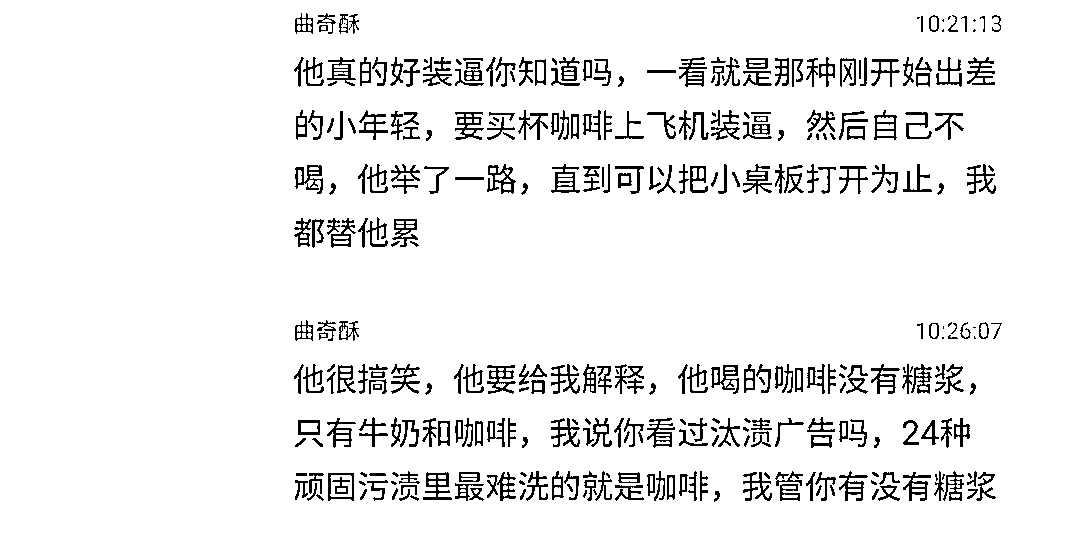 曲奇酥 10:21:13
他真的好装逼你知道吗，一看就是那种刚开始出差
的小年轻，要买杯咖啡上飞机装逼，然后自己不
喝，他举了一路，直到可以把小桌板打开为止，我
都替他累
曲奇酥 10:26:07
他很搞笑，他要给我解释，他喝的咖啡没有糖浆，
只有牛奶和咖啡，我说你看过汰渍广告吗，24种
顽固污渍里最难洗的就是咖啡，我管你有没有糖浆